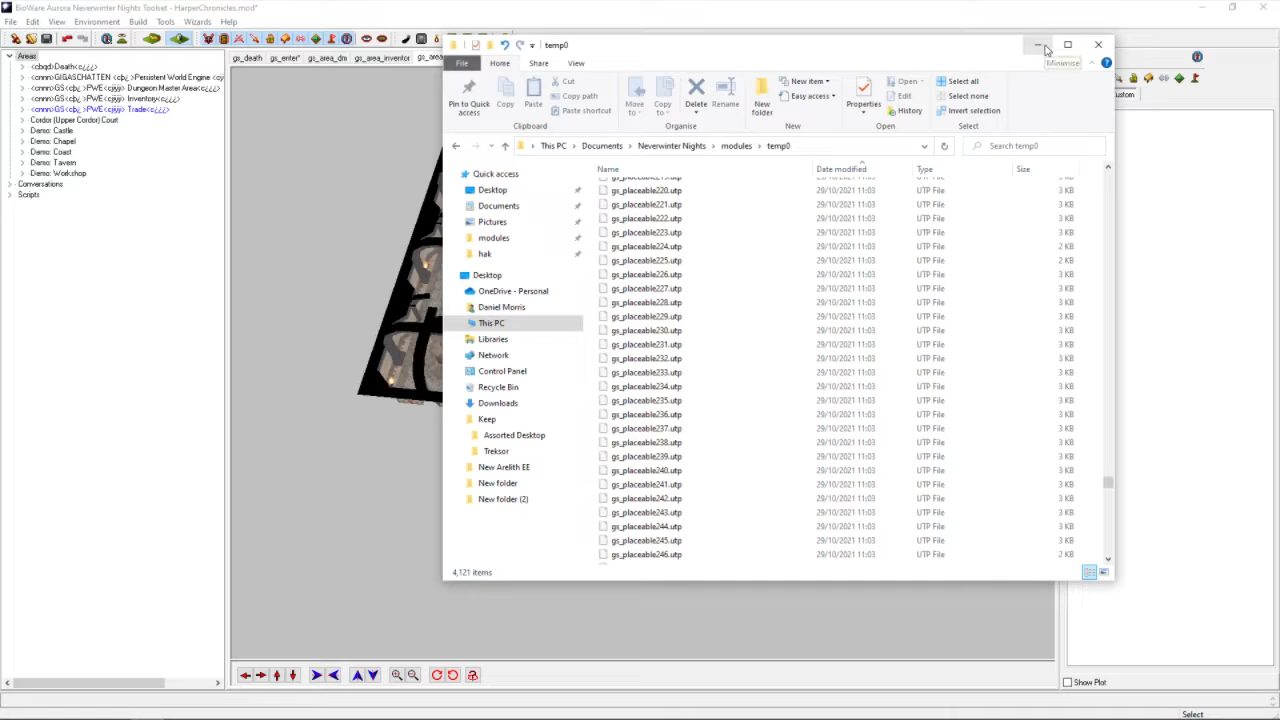 BioWare Aurora Neverwinter Nights Toolset - HarperChronicles.mod*
File Edit View Environment Build Tools Wizards Help
Areas
(cbqd)Death<c¿¿¿>
Cordor (Upper Cordor) Court
Demo: Castle
Demo: Chapel
Demo: Coast
Demo: Tavern
Demo: Workshop
Conversations
Scripts
gs_death gs_enter* gs_area_dm gs_area_inventor
temp0
Minimise
File Home Share View
Pin to Quick access
Copy
Paste
Cut
Copy path
Paste shortcut
Clipboard
Move to
Copy to
Delete
Rename
Organise
New folder
New item
Easy access
New
Properties
Open
Edit
History
Open
Select all
Select none
Invert selection
Select
This PC > Documents > Neverwinter Nights > modules > temp0
Search temp0
Quick access
Desktop
Documents
Pictures
modules
hak
Desktop
OneDrive - Personal
Daniel Morris
This PC
Libraries
Network
Control Panel
Recycle Bin
Downloads
Keep
Assorted Desktop
Treksor
New Arelith EE
New folder
New folder (2)
Name Date modified Type Size
gs_placeable220.utp 29/10/2021 11:03 UTP File 3 KB
gs_placeable221.utp 29/10/2021 11:03 UTP File 3 KB
gs_placeable222.utp 29/10/2021 11:03 UTP File 3 KB
gs_placeable223.utp 29/10/2021 11:03 UTP File 3 KB
gs_placeable224.utp 29/10/2021 11:03 UTP File 2 KB
gs_placeable225.utp 29/10/2021 11:03 UTP File 2 KB
gs_placeable226.utp 29/10/2021 11:03 UTP File 3 KB
gs_placeable227.utp 29/10/2021 11:03 UTP File 3 KB
gs_placeable228.utp 29/10/2021 11:03 UTP File 3 KB
gs_placeable229.utp 29/10/2021 11:03 UTP File 3 KB
gs_placeable230.utp 29/10/2021 11:03 UTP File 3 KB
gs_placeable231.utp 29/10/2021 11:03 UTP File 3 KB
gs_placeable232.utp 29/10/2021 11:03 UTP File 3 KB
gs_placeable233.utp 29/10/2021 11:03 UTP File 3 KB
gs_placeable234.utp 29/10/2021 11:03 UTP File 3 KB
gs_placeable235.utp 29/10/2021 11:03 UTP File 3 KB
gs_placeable236.utp 29/10/2021 11:03 UTP File 3 KB
gs_placeable237.utp 29/10/2021 11:03 UTP File 3 KB
gs_placeable238.utp 29/10/2021 11:03 UTP File 3 KB
gs_placeable239.utp 29/10/2021 11:03 UTP File 3 KB
gs_placeable240.utp 29/10/2021 11:03 UTP File 3 KB
gs_placeable241.utp 29/10/2021 11:03 UTP File 3 KB
gs_placeable242.utp 29/10/2021 11:03 UTP File 3 KB
gs_placeable243.utp 29/10/2021 11:03 UTP File 3 KB
gs_placeable244.utp 29/10/2021 11:03 UTP File 3 KB
gs_placeable245.utp 29/10/2021 11:03 UTP File 3 KB
gs_placeable246.utp 29/10/2021 11:03 UTP File 2 KB
4,121 items
Show Plot
Select